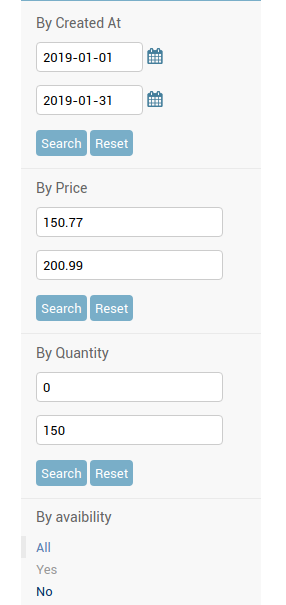 By Created At
2019-01-01
2019-01-31
Search Reset
By Price
150.77
200.99
Search Reset
By Quantity
0
150
Search Reset
By avaibility
All
Yes
No